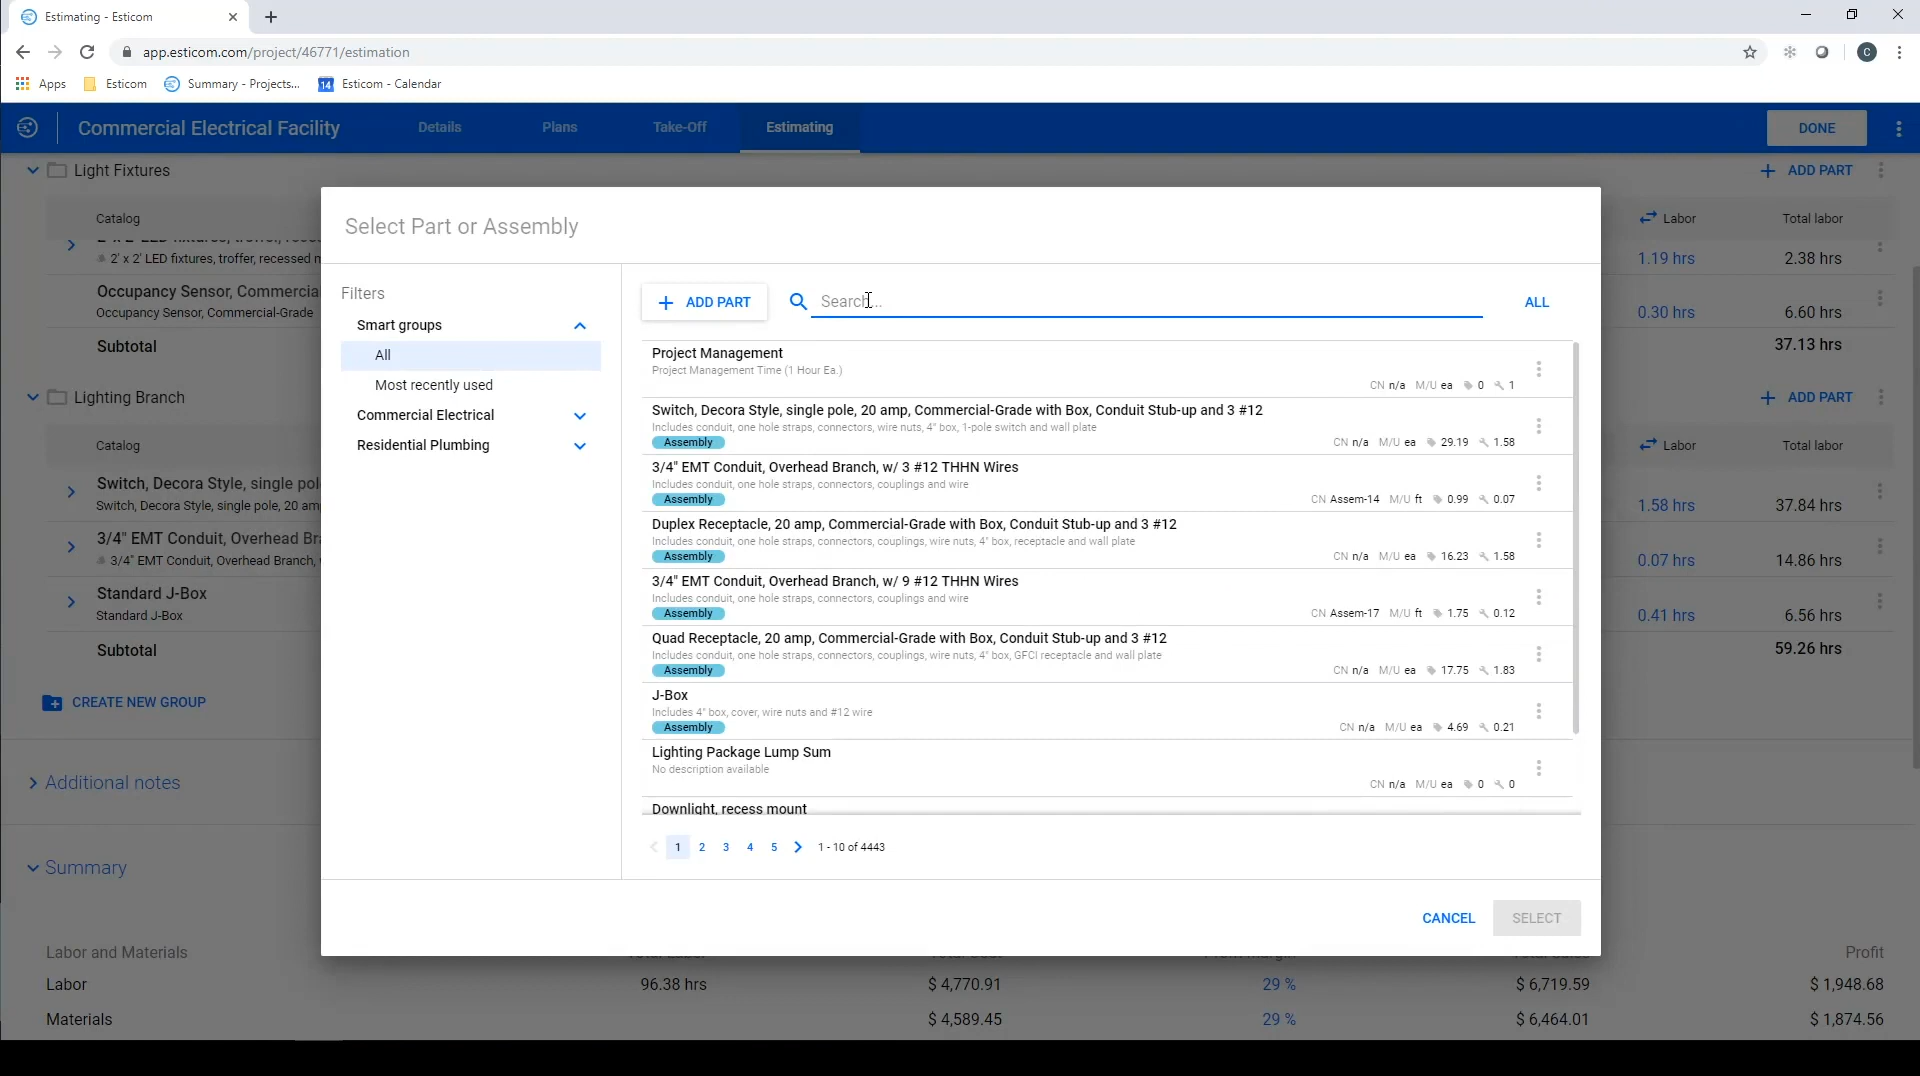 Estimating - Esticom
app.esticom.com/project/46771/estimation
C
Apps
Esticom
Summary - Projects...
14
Esticom - Calendar
Commercial Electrical Facility
Details
Plans
Take-Off
Estimating
DONE
Light Fixtures
ADD PART
Catalog
Labor
Total labor
2' x 2' LED fixtures, troffer, recessed
1.19 hrs
2.38 hrs
Occupancy Sensor, Commercia
Occupancy Sensor, Commercial-Grade
0.30 hrs
6.60 hrs
Subtotal
37.13 hrs
Lighting Branch
ADD PART
Catalog
Labor
Total labor
Switch, Decora Style, single pol
Switch, Decora Style, single pole, 20 am
1.58 hrs
37.84 hrs
3/4" EMT Conduit, Overhead Br
3/4" EMT Conduit, Overhead Branch,
0.07 hrs
14.86 hrs
Standard J-Box
Standard J-Box
0.41 hrs
6.56 hrs
Subtotal
59.26 hrs
CREATE NEW GROUP
Additional notes
Summary
Select Part or Assembly
Filters
Smart groups
All
Most recently used
Commercial Electrical
Residential Plumbing
ADD PART
Search...
ALL
Project Management
Project Management Time (1 Hour Ea.)
CN n/a M/U ea 0 1
Switch, Decora Style, single pole, 20 amp, Commercial-Grade with Box, Conduit Stub-up and 3 #12
Includes conduit, one hole straps, connectors, wire nuts, 4" box, 1-pole switch and wall plate
Assembly
CN n/a M/U ea 29.19 1.58
3/4" EMT Conduit, Overhead Branch, w/ 3 #12 THHN Wires
Includes conduit, one hole straps, connectors, couplings and wire
Assembly
CN Assem-14 M/U ft 0.99 0.07
Duplex Receptacle, 20 amp, Commercial-Grade with Box, Conduit Stub-up and 3 #12
Includes conduit, one hole straps, connectors, couplings, wire nuts, 4" box, receptacle and wall plate
Assembly
CN n/a M/U ea 16.23 1.58
3/4" EMT Conduit, Overhead Branch, w/ 9 #12 THHN Wires
Includes conduit, one hole straps, connectors, couplings and wire
Assembly
CN Assem-17 M/U ft 1.75 0.12
Quad Receptacle, 20 amp, Commercial-Grade with Box, Conduit Stub-up and 3 #12
Includes conduit, one hole straps, connectors, couplings, wire nuts, 4" box, GFCI receptacle and wall plate
Assembly
CN n/a M/U ea 17.75 1.83
J-Box
Includes 4" box, cover, wire nuts and #12 wire
Assembly
CN n/a M/U ea 4.69 0.21
Lighting Package Lump Sum
No description available
CN n/a M/U ea 0 0
Downlight, recess mount
1 2 3 4 5 1 - 10 of 4443
CANCEL
SELECT
Labor and Materials
Profit
Labor
96.38 hrs
$ 4,770.91
29 %
$ 6,719.59
$ 1,948.68
Materials
$ 4,589.45
29 %
$ 6,464.01
$ 1,874.56